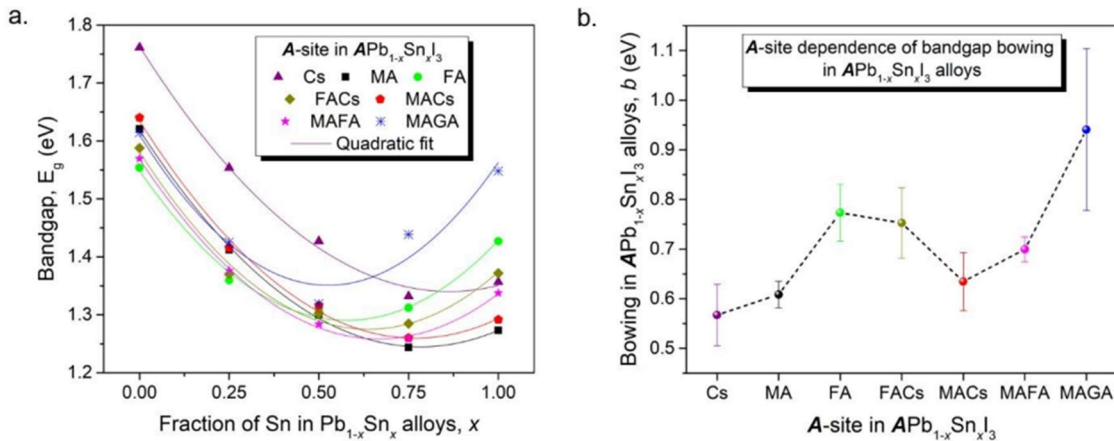 a.
A-site in APb1-xSnxI3
Cs MA FA
FACs MACs
MAFA MAGA
Quadratic fit
Bandgap, Eg (eV)
1.8
1.7
1.6
1.5
1.4
1.3
1.2
0.00 0.25 0.50 0.75 1.00
Fraction of Sn in Pb1-xSnx alloys, x
b.
A-site dependence of bandgap bowing
in APb1-xSnxI3 alloys
Bowing in APb1-xSnxI3 alloys, b (eV)
1.1
1.0
0.9
0.8
0.7
0.6
0.5
Cs MA FA FACs MACs MAFA MAGA
A-site in APb1-xSnxI3